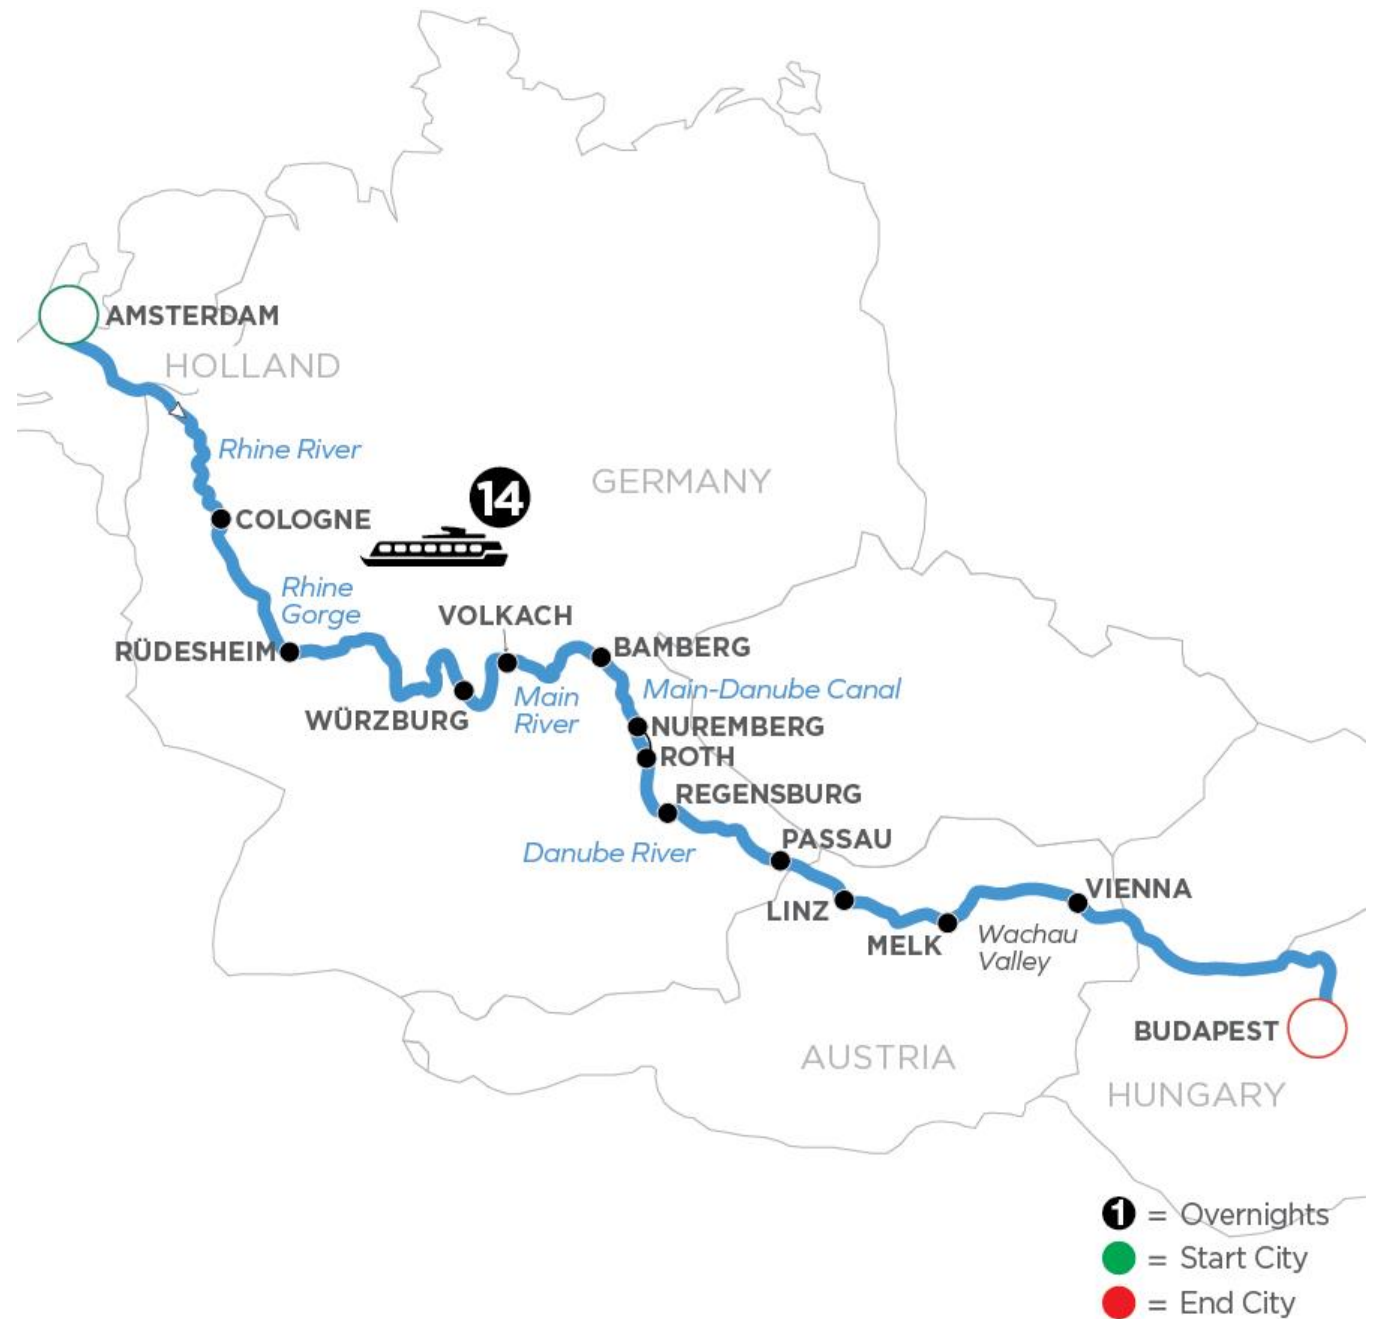 AMSTERDAM
HOLLAND
Rhine River
GERMANY
14
COLOGNE
Rhine
Gorge
VOLKACH
RÜDESHEIM
BAMBERG
Main-Danube Canal
Main
River
WÜRZBURG
NUREMBERG
ROTH
REGENSBURG
PASSAU
Danube River
VIENNA
LINZ
MELK
Wachau
Valley
BUDAPEST
AUSTRIA
HUNGARY
1 = Overnights
= Start City
= End City